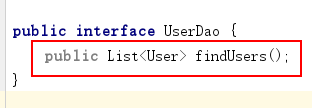 public interface UserDao {
public List<User> findUsers();
}